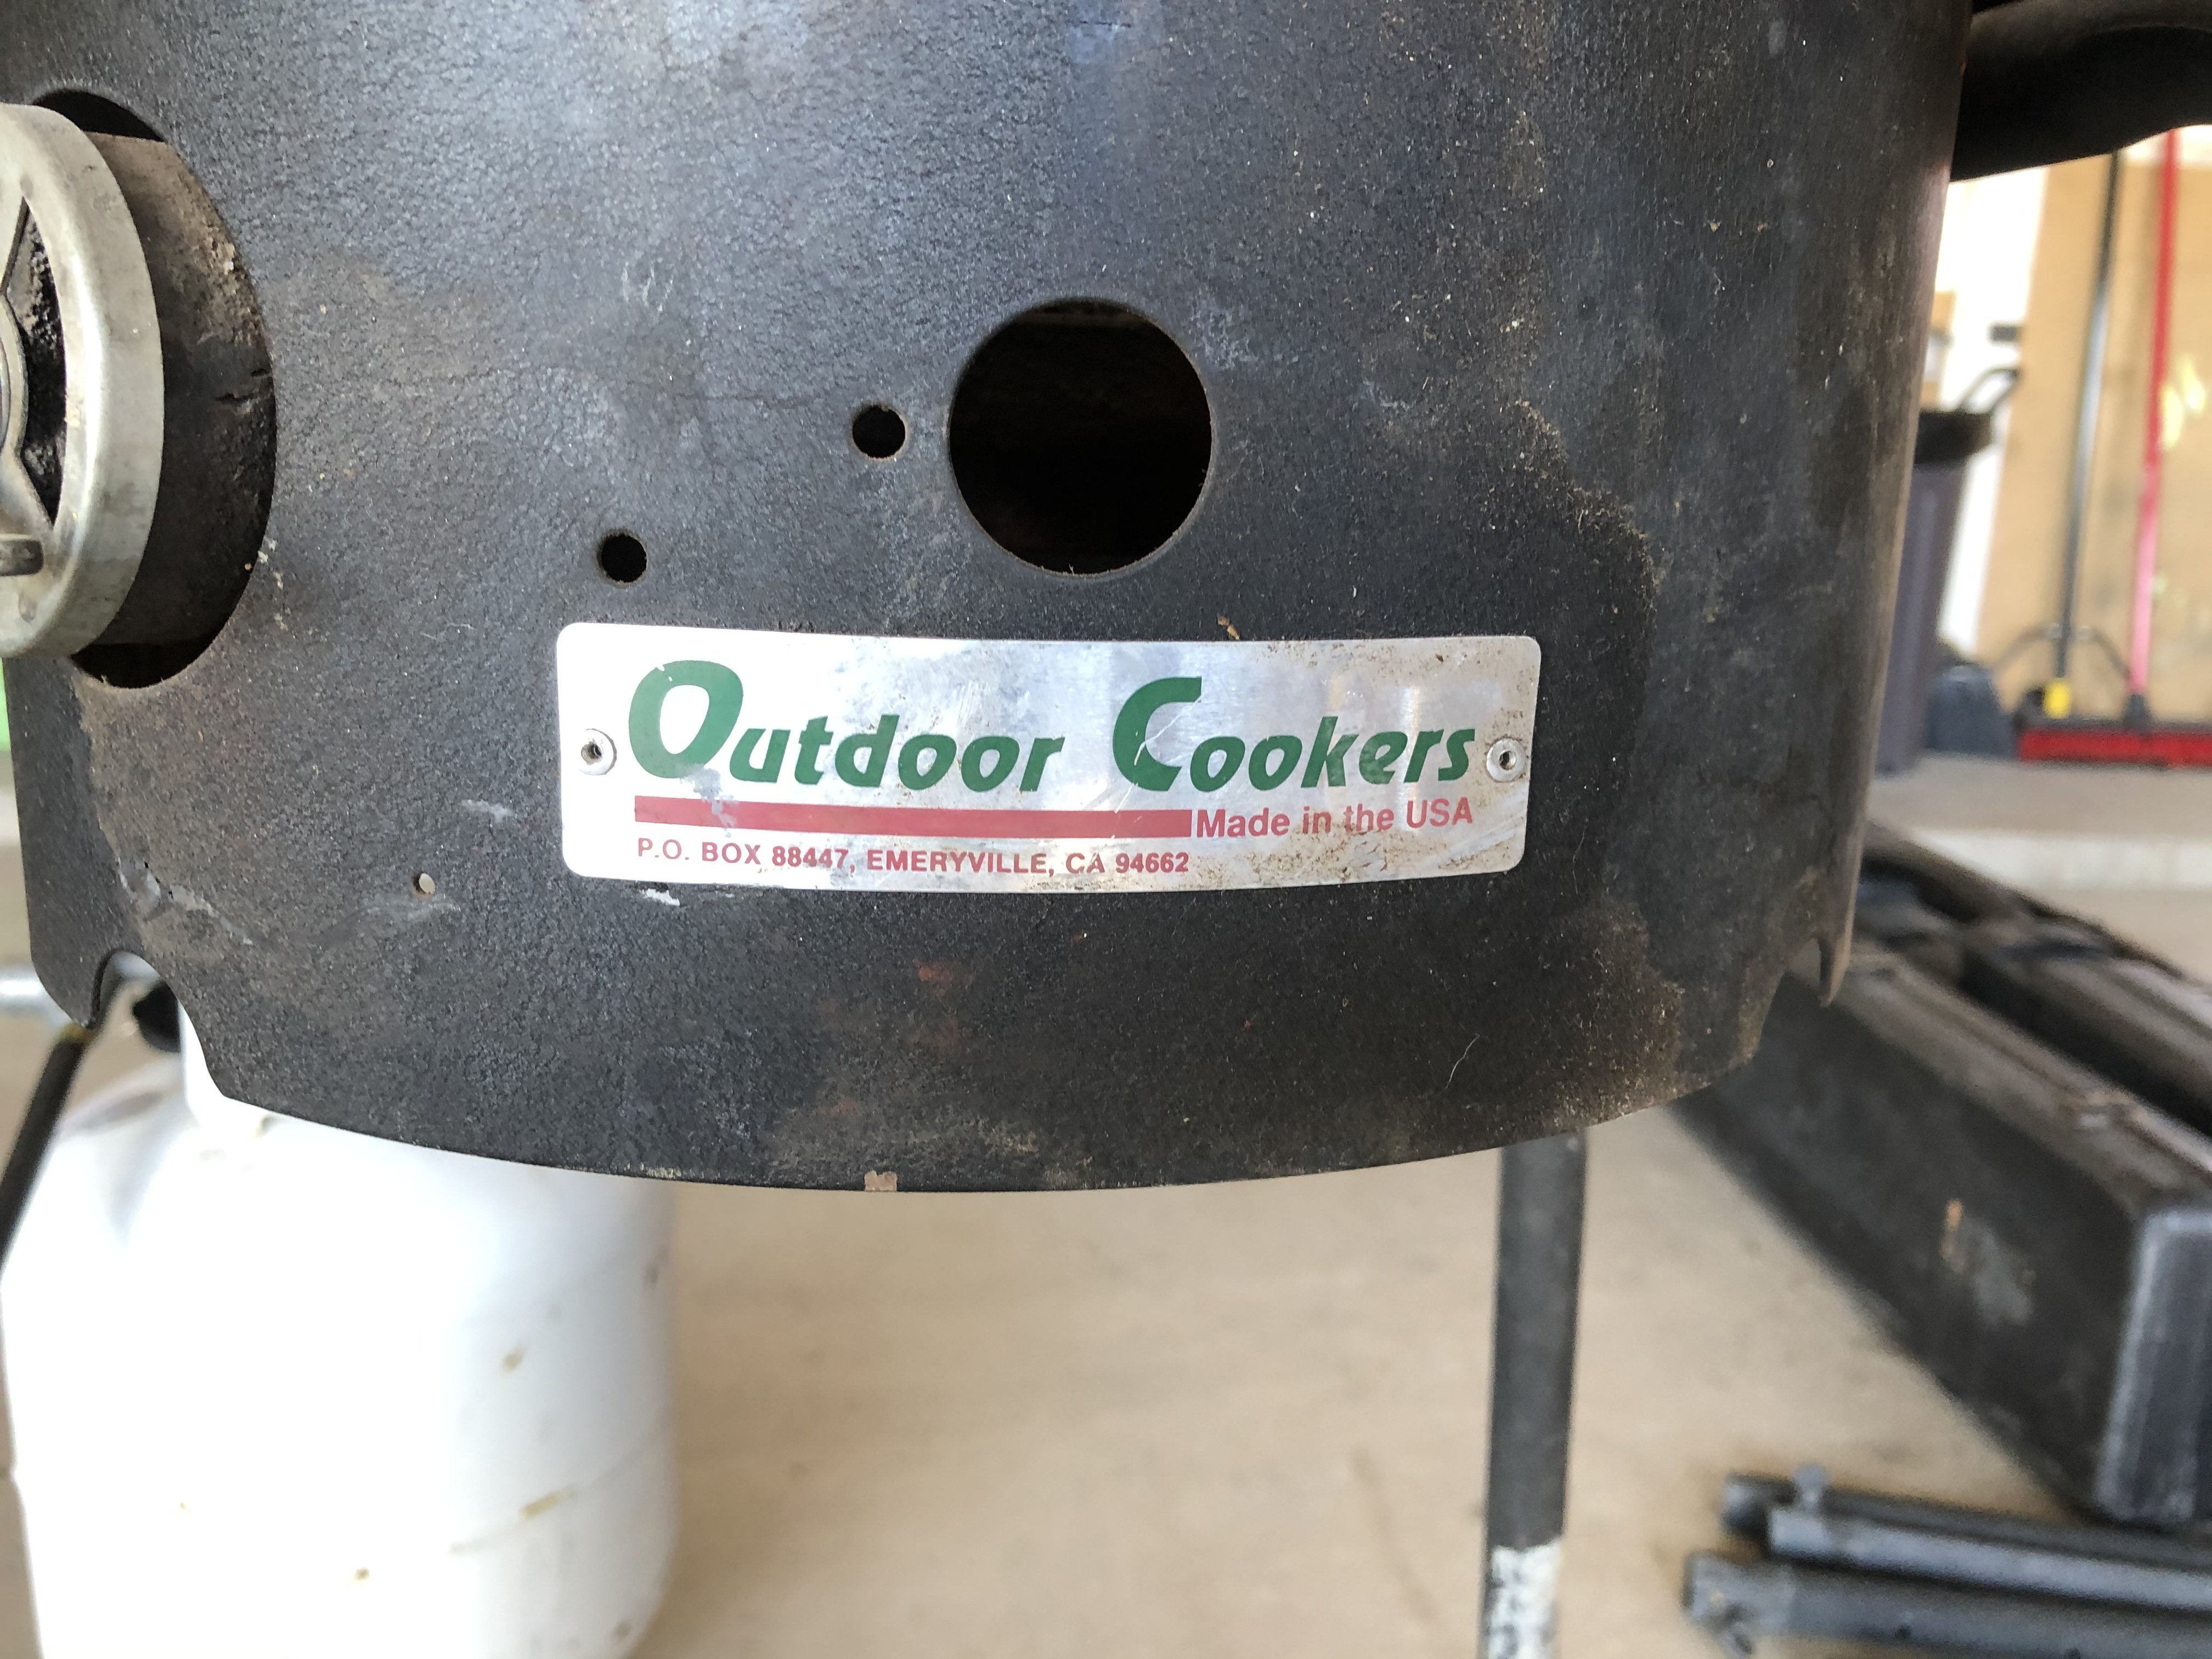 Outdoor Cookers
Made in the USA
P.O. BOX 88447, EMERYVILLE, CA 94662